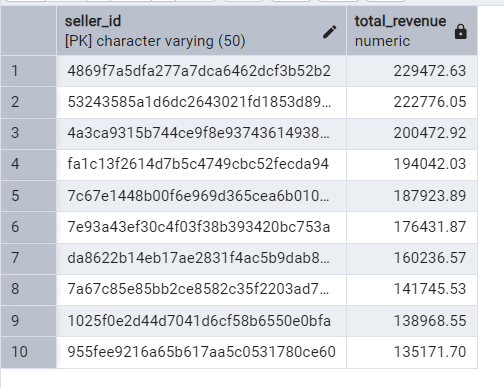 seller_id total_revenue
[PK] character varying (50) numeric
1 4869f7a5dfa277a7dca6462dcf3b52b2 229472.63
2 53243585a1d6dc2643021fd1853d89... 222776.05
3 4a3ca9315b744ce9f8e93743614938... 200472.92
4 fa1c13f2614d7b5c4749cbc52fecda94 194042.03
5 7c67e1448b00f6e969d365cea6b010... 187923.89
6 7e93a43ef30c4f03f38b393420bc753a 176431.87
7 da8622b14eb17ae2831f4ac5b9dab8... 160236.57
8 7a67c85e85bb2ce8582c35f2203ad7... 141745.53
9 1025f0e2d44d7041d6cf58b6550e0bfa 138968.55
10 955fee9216a65b617aa5c0531780ce60 135171.70